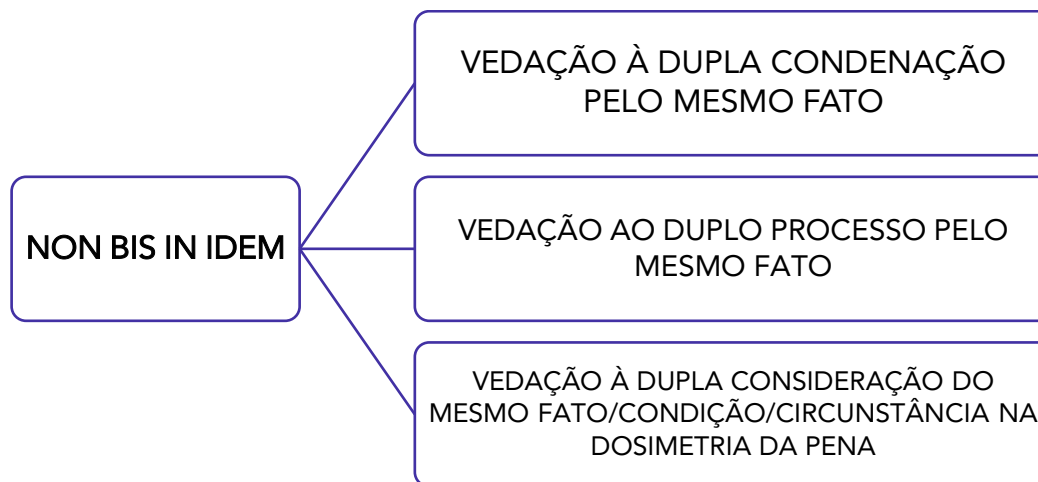 VEDAÇÃO À DUPLA CONDENAÇÃO
PELO MESMO FATO
NON BIS IN IDEM
VEDAÇÃO AO DUPLO PROCESSO PELO
MESMO FATO
VEDAÇÃO À DUPLA CONSIDERAÇÃO DO
MESMO FATO/CONDIÇÃO/CIRCUNSTÂNCIA NA
DOSIMETRIA DA PENA